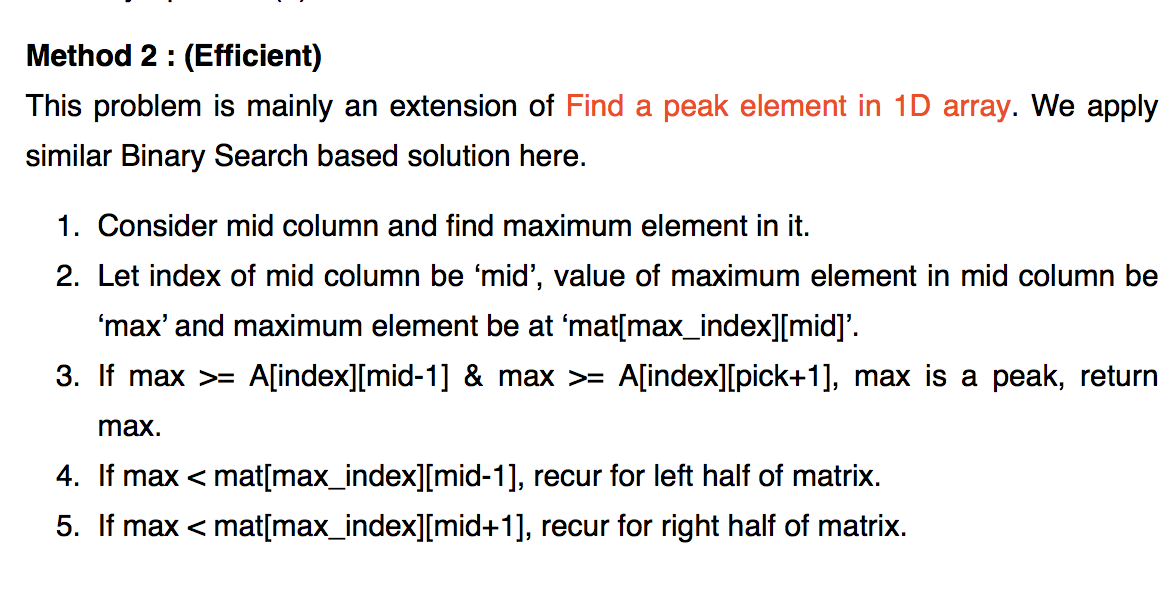 Method 2 : (Efficient)
This problem is mainly an extension of Find a peak element in 1D array. We apply
similar Binary Search based solution here.
1. Consider mid column and find maximum element in it.
2. Let index of mid column be ‘mid’, value of maximum element in mid column be
‘max’ and maximum element be at ‘mat[max_index][mid]’.
3. If max >= A[index][mid-1] & max >= A[index][pick+1], max is a peak, return
max.
4. If max < mat[max_index][mid-1], recur for left half of matrix.
5. If max < mat[max_index][mid+1], recur for right half of matrix.